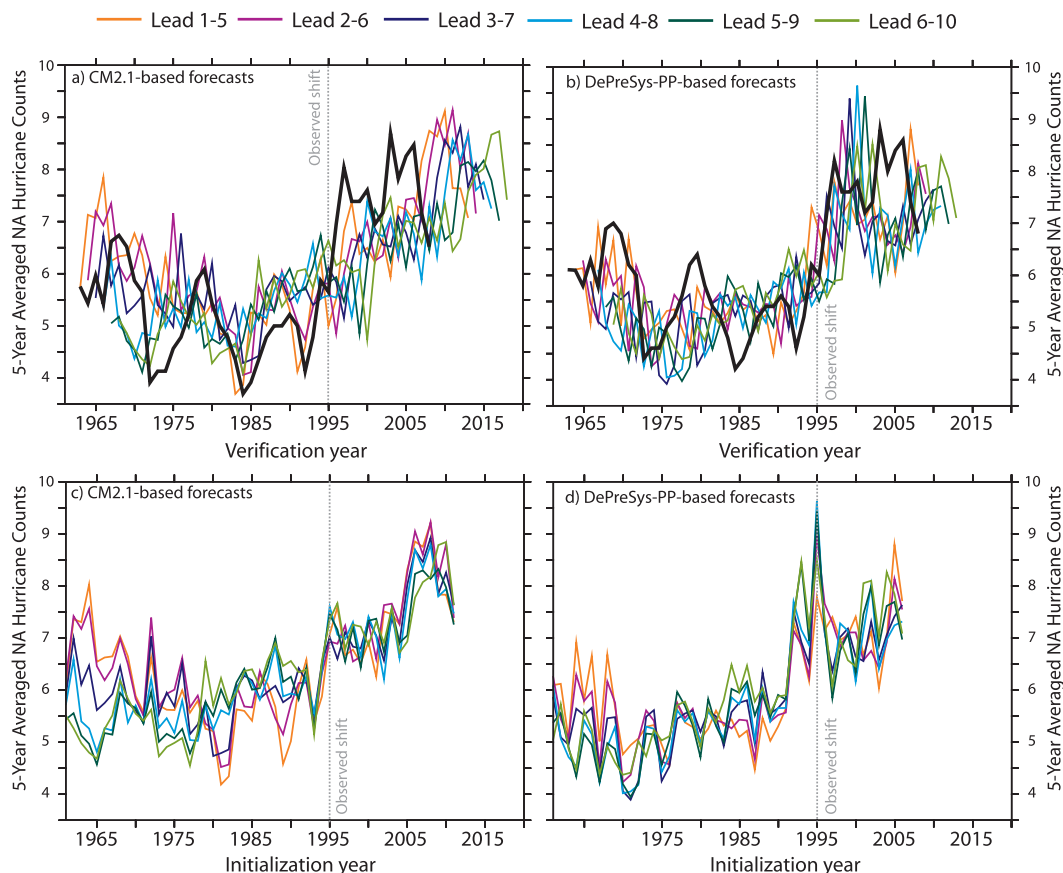 Lead 1-5 Lead 2-6 Lead 3-7 Lead 4-8 Lead 5-9 Lead 6-10
a) CM2.1-based forecasts
Observed shift
5-Year Averaged NA Hurricane Counts
10
9
8
7
6
5
4
1965 1975 1985 1995 2005 2015
Verification year
b) DePreSys-PP-based forecasts
Observed shift
10
9
8
7
6
5
4
5-Year Averaged NA Hurricane Counts
1965 1975 1985 1995 2005 2015
Verification year
c) CM2.1-based forecasts
Observed shift
5-Year Averaged NA Hurricane Counts
10
9
8
7
6
5
4
1965 1975 1985 1995 2005 2015
Initialization year
d) DePreSys-PP-based forecasts
Observed shift
10
9
8
7
6
5
4
5-Year Averaged NA Hurricane Counts
1965 1975 1985 1995 2005 2015
Initialization year